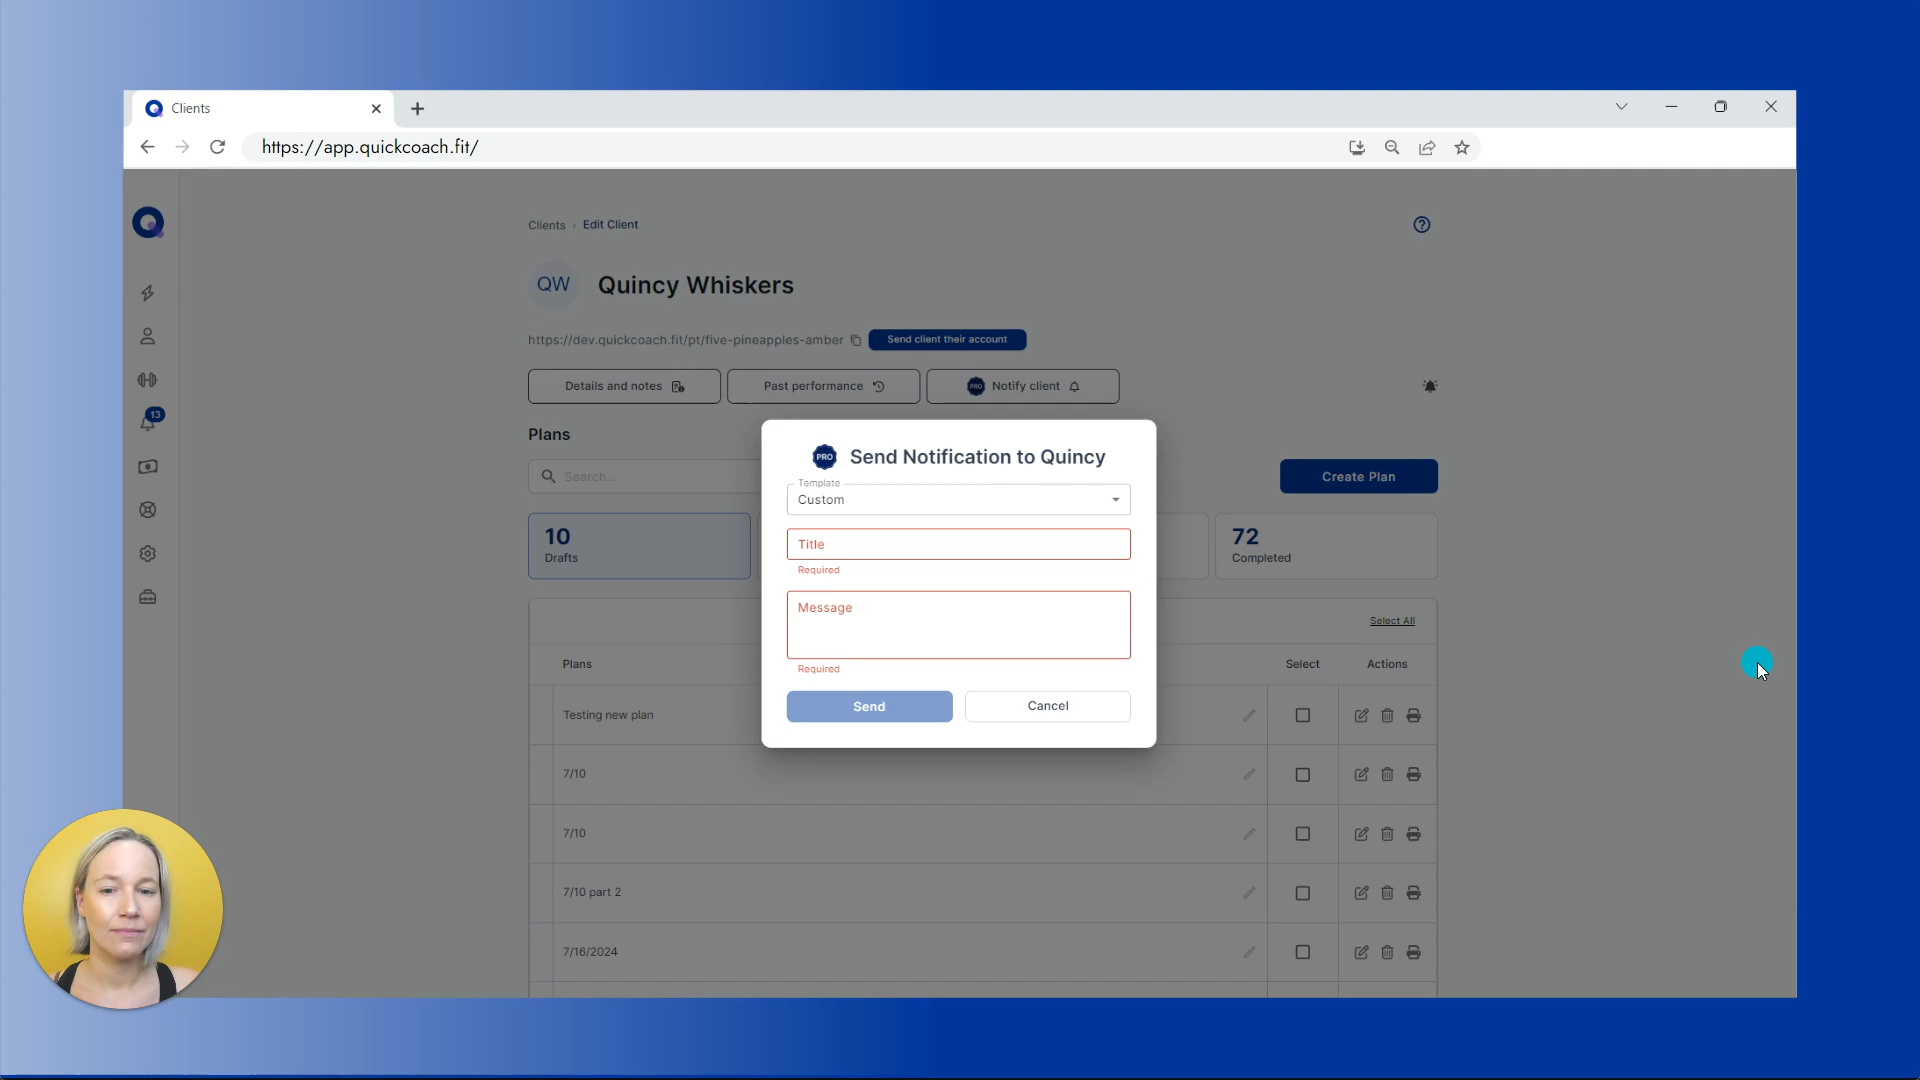 Clients
https://app.quickcoach.fit/
Clients › Edit Client
QW
Quincy Whiskers
https://dev.quickcoach.fit/pt/five-pineapples-amber
Send client their account
Details and notes
Past performance
PRO Notify client
13
Plans
Search...
Create Plan
10
Drafts
72
Completed
PRO Send Notification to Quincy
Template
Custom
Title
Required
Message
Required
Send
Cancel
Select All
Plans
Select
Actions
Testing new plan
7/10
7/10
7/10 part 2
7/16/2024